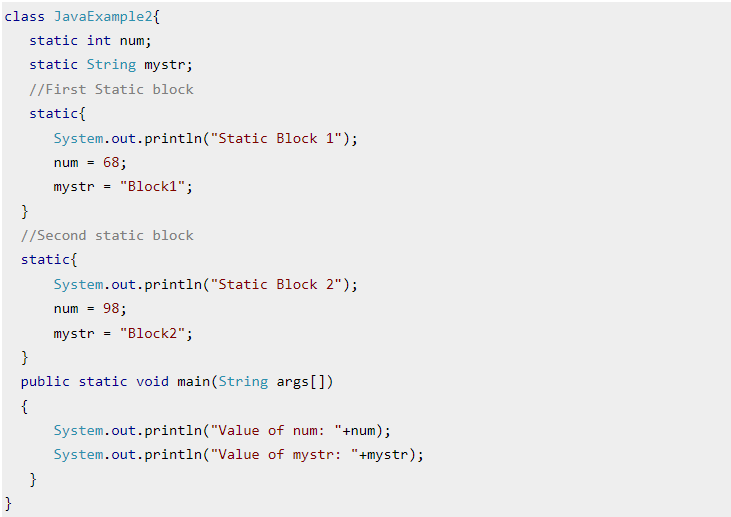 class JavaExample2{
   static int num;
   static String mystr;
   //First Static block
   static{
      System.out.println("Static Block 1");
      num = 68;
      mystr = "Block1";
  }
  //Second static block
  static{
      System.out.println("Static Block 2");
      num = 98;
      mystr = "Block2";
  }
  public static void main(String args[])
  {
      System.out.println("Value of num: "+num);
      System.out.println("Value of mystr: "+mystr);
   }
}